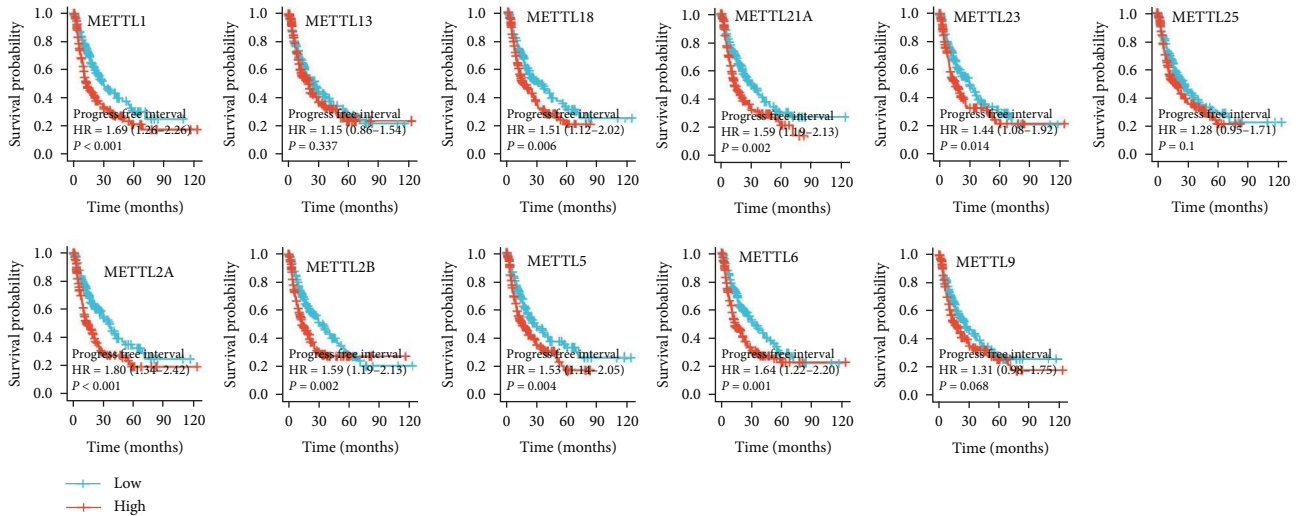 METTL1
Survival probability
1.0
0.8
0.6
0.4
0.2
0.0
Progress free interval
HR = 1.69 (1.26–2.26)
P < 0.001
0 30 60 90 120
Time (months)
METTL13
Survival probability
1.0
0.8
0.6
0.4
0.2
0.0
Progress free interval
HR = 1.15 (0.86–1.54)
P = 0.337
0 30 60 90 120
Time (months)
METTL18
Survival probability
1.0
0.8
0.6
0.4
0.2
0.0
Progress free interval
HR = 1.51 (1.12–2.02)
P = 0.006
0 30 60 90 120
Time (months)
METTL21A
Survival probability
1.0
0.8
0.6
0.4
0.2
0.0
Progress free interval
HR = 1.59 (1.19–2.13)
P = 0.002
0 30 60 90 120
Time (months)
METTL23
Survival probability
1.0
0.8
0.6
0.4
0.2
0.0
Progress free interval
HR = 1.44 (1.08–1.92)
P = 0.014
0 30 60 90 120
Time (months)
METTL25
Survival probability
1.0
0.8
0.6
0.4
0.2
0.0
Progress free interval
HR = 1.28 (0.95–1.71)
P = 0.1
0 30 60 90 120
Time (months)
METTL2A
Survival probability
1.0
0.8
0.6
0.4
0.2
0.0
Progress free interval
HR = 1.80 (1.34–2.42)
P < 0.001
0 30 60 90 120
Time (months)
METTL2B
Survival probability
1.0
0.8
0.6
0.4
0.2
0.0
Progress free interval
HR = 1.59 (1.19–2.13)
P = 0.002
0 30 60 90 120
Time (months)
METTL5
Survival probability
1.0
0.8
0.6
0.4
0.2
0.0
Progress free interval
HR = 1.53 (1.14–2.05)
P = 0.004
0 30 60 90 120
Time (months)
METTL6
Survival probability
1.0
0.8
0.6
0.4
0.2
0.0
Progress free interval
HR = 1.64 (1.22–2.20)
P = 0.001
0 30 60 90 120
Time (months)
METTL9
Survival probability
1.0
0.8
0.6
0.4
0.2
0.0
Progress free interval
HR = 1.31 (0.98–1.75)
P = 0.068
0 30 60 90 120
Time (months)
Low
High